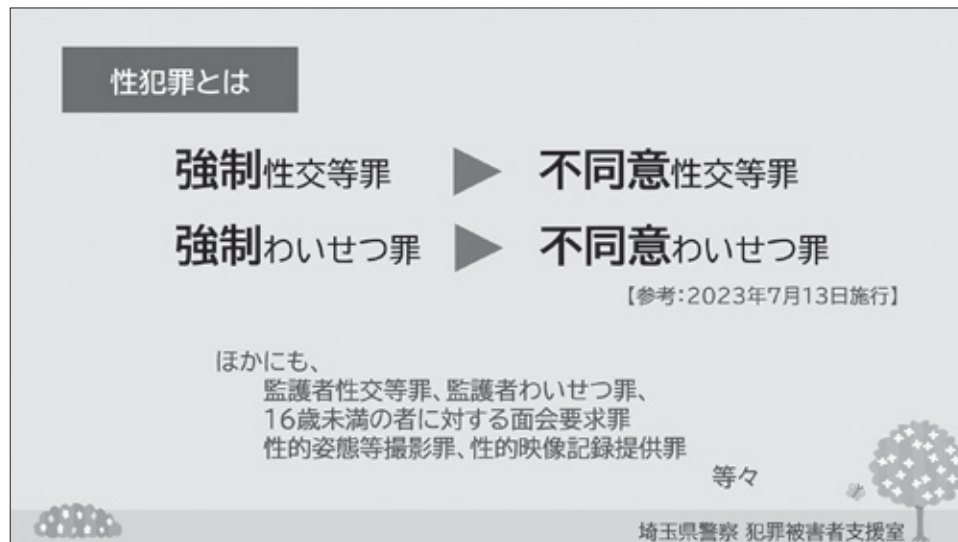 性犯罪とは
強制性交等罪 ▶ 不同意性交等罪
強制わいせつ罪 ▶ 不同意わいせつ罪
【参考:2023年7月13日施行】
ほかにも、
監護者性交等罪、監護者わいせつ罪、
16歳未満の者に対する面会要求罪
性的姿態等撮影罪、性的映像記録提供罪
等々
埼玉県警察 犯罪被害者支援室